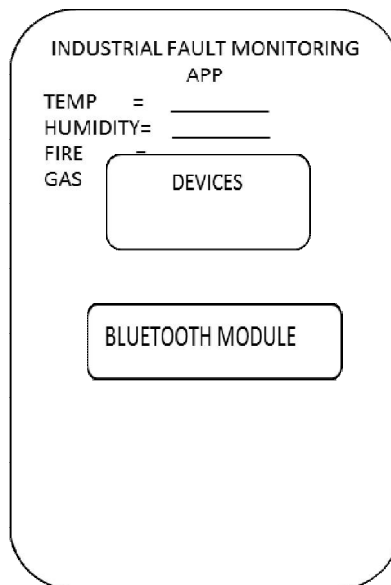 INDUSTRIAL FAULT MONITORING
APP
TEMP =
HUMIDITY=
FIRE =
GAS
DEVICES
BLUETOOTH MODULE